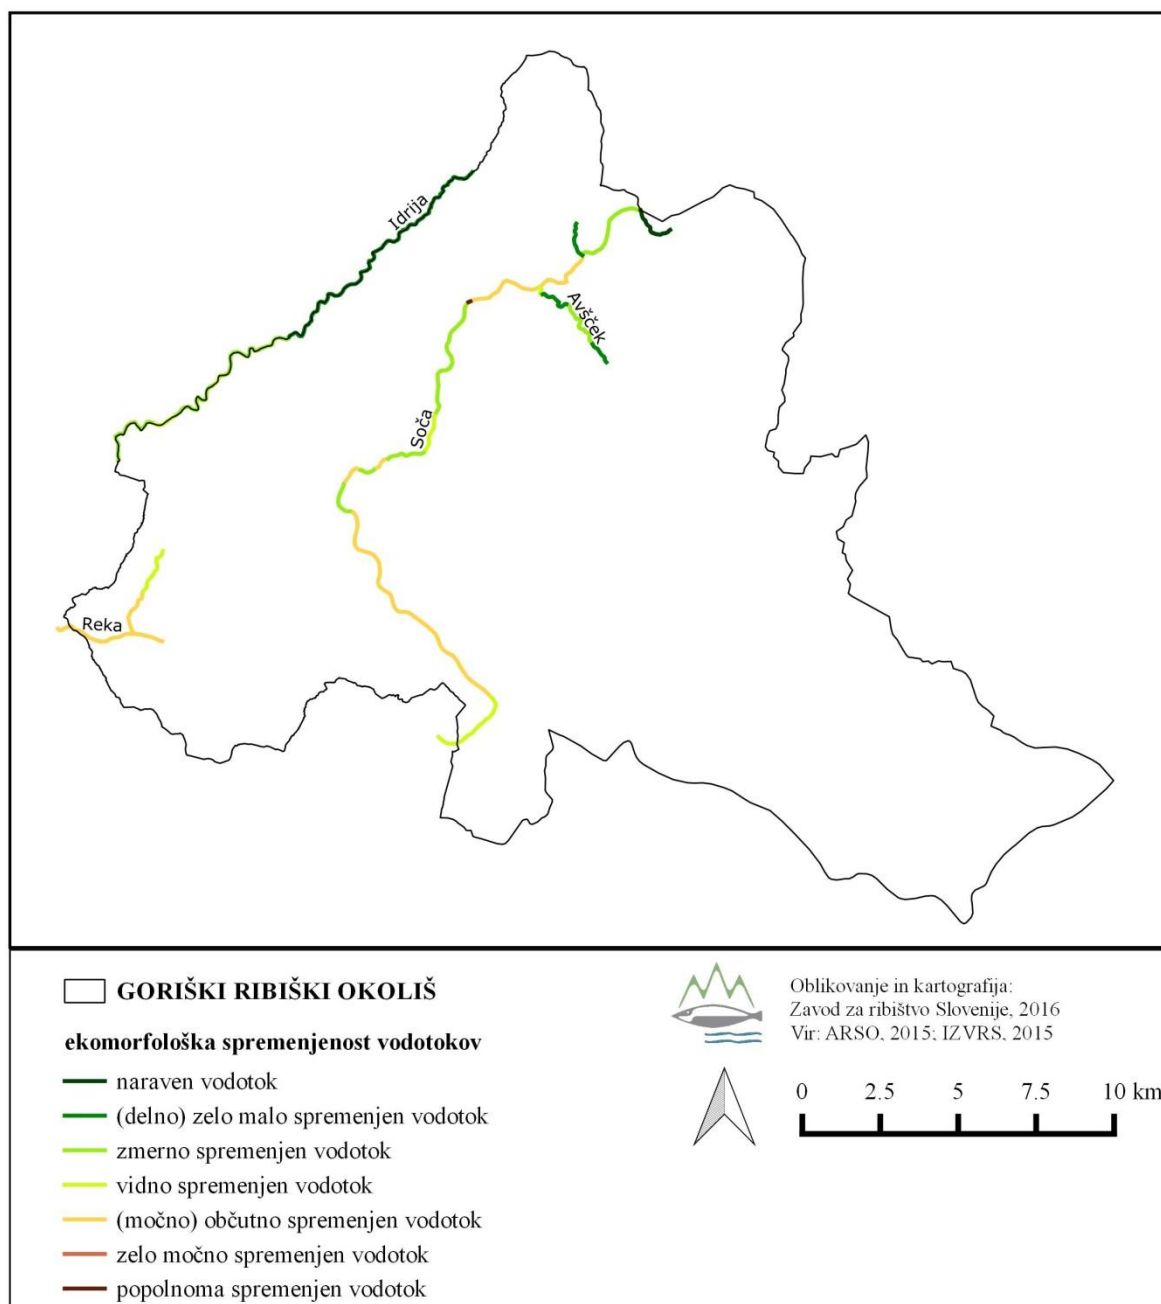 Idrija
Avšček
Soča
Reka
GORIŠKI RIBIŠKI OKOLIŠ
ekomorfološka spremenjenost vodotokov
naraven vodotok
(delno) zelo malo spremenjen vodotok
zmerno spremenjen vodotok
vidno spremenjen vodotok
(močno) občutno spremenjen vodotok
zelo močno spremenjen vodotok
popolnoma spremenjen vodotok
Oblikovanje in kartografija:
Zavod za ribištvo Slovenije, 2016
Vir: ARSO, 2015; IZVRS, 2015
0 2.5 5 7.5 10 km